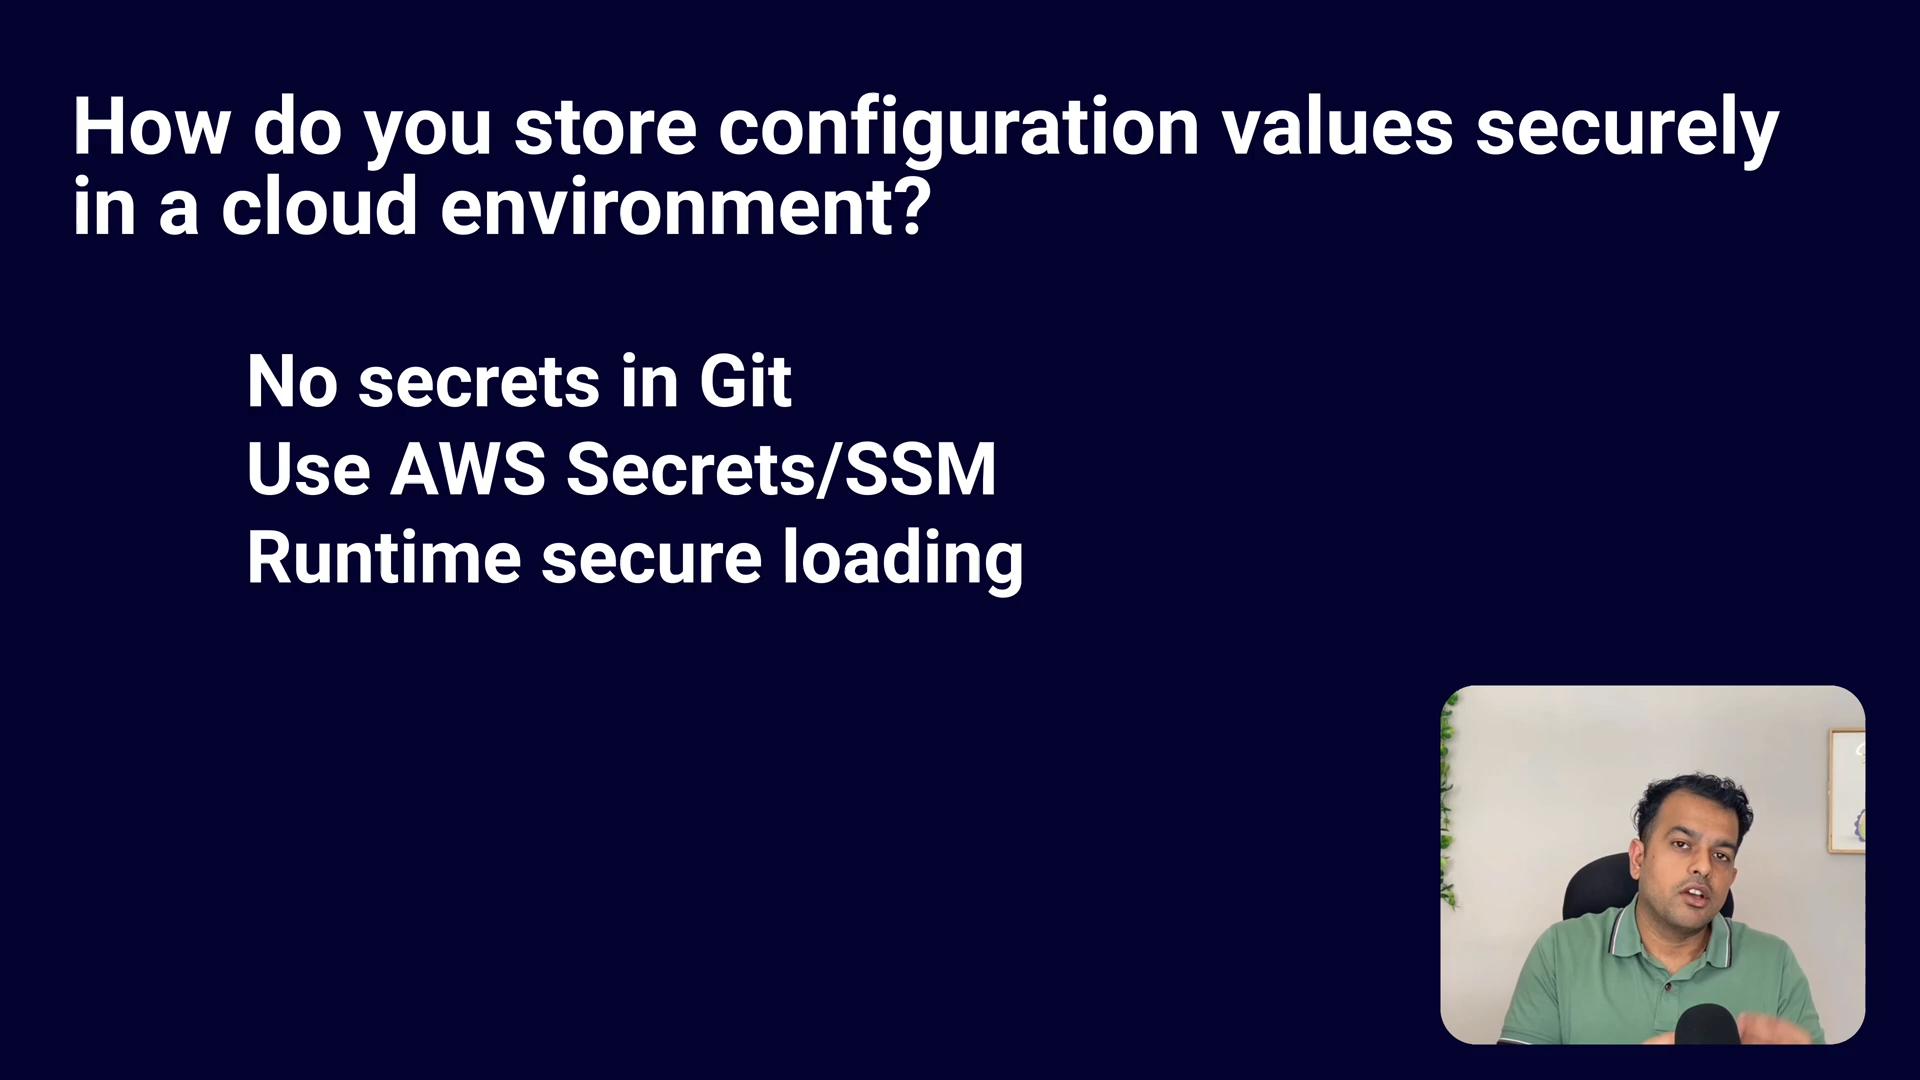 How do you store configuration values securely
in a cloud environment?
No secrets in Git
Use AWS Secrets/SSM
Runtime secure loading